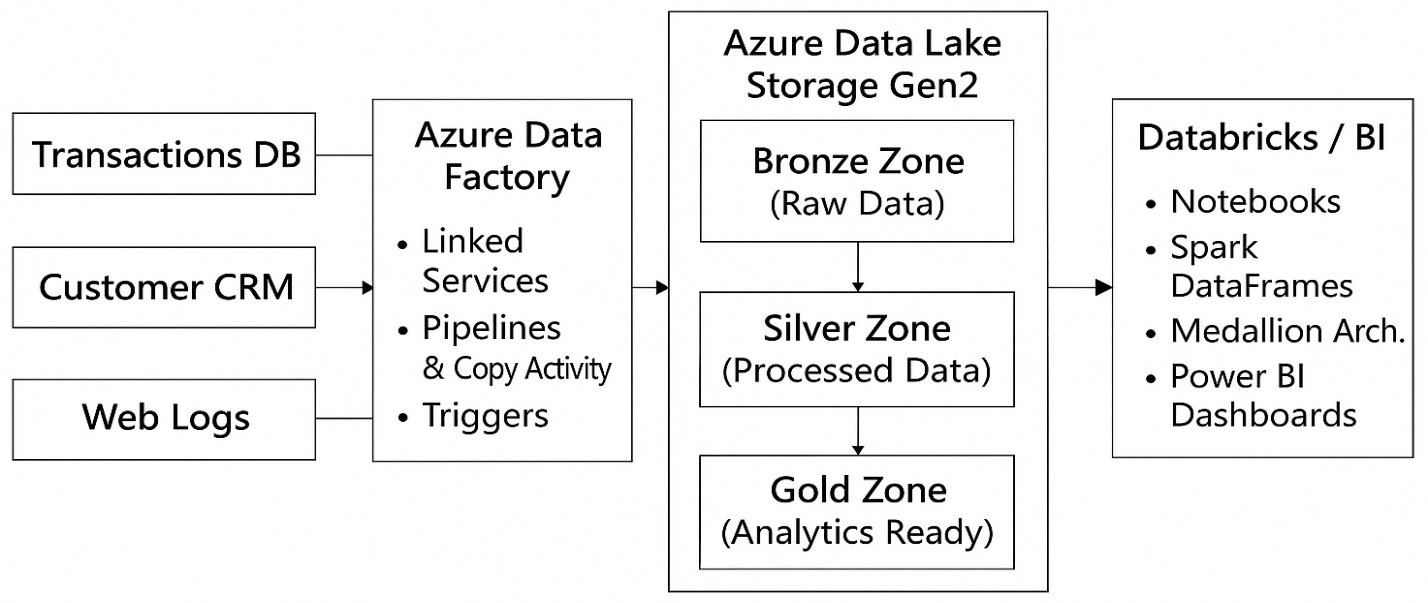 Transactions DB
Customer CRM
Web Logs
Azure Data
Factory
• Linked
Services
• Pipelines
& Copy Activity
• Triggers
Azure Data Lake
Storage Gen2
Bronze Zone
(Raw Data)
Silver Zone
(Processed Data)
Gold Zone
(Analytics Ready)
Databricks / BI
• Notebooks
• Spark
DataFrames
• Medallion Arch.
• Power BI
Dashboards